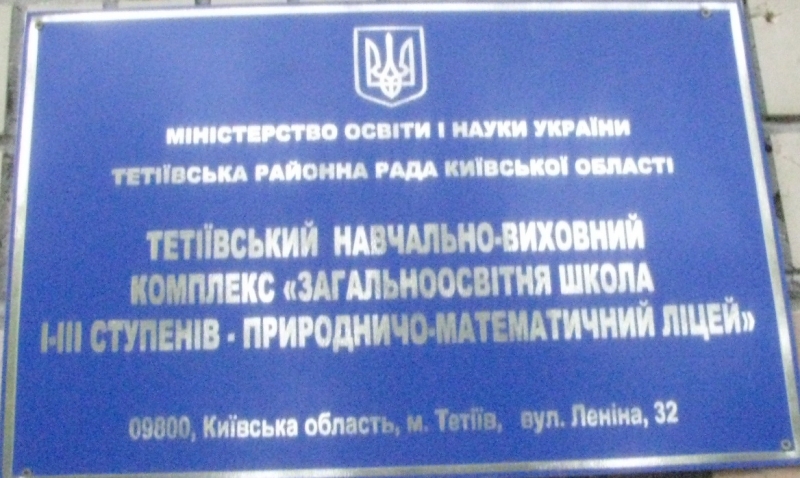 МІНІСТЕРСТВО ОСВІТИ І НАУКИ УКРАЇНИ
ТЕТІЇВСЬКА РАЙОННА РАДА КИЇВСЬКОЇ ОБЛАСТІ
ТЕТІЇВСЬКИЙ НАВЧАЛЬНО-ВИХОВНИЙ
КОМПЛЕКС «ЗАГАЛЬНООСВІТНЯ ШКОЛА
І-ІІІ СТУПЕНІВ - ПРИРОДНИЧО-МАТЕМАТИЧНИЙ ЛІЦЕЙ»
09800, Київська область, м. Тетіїв, вул. Леніна, 32